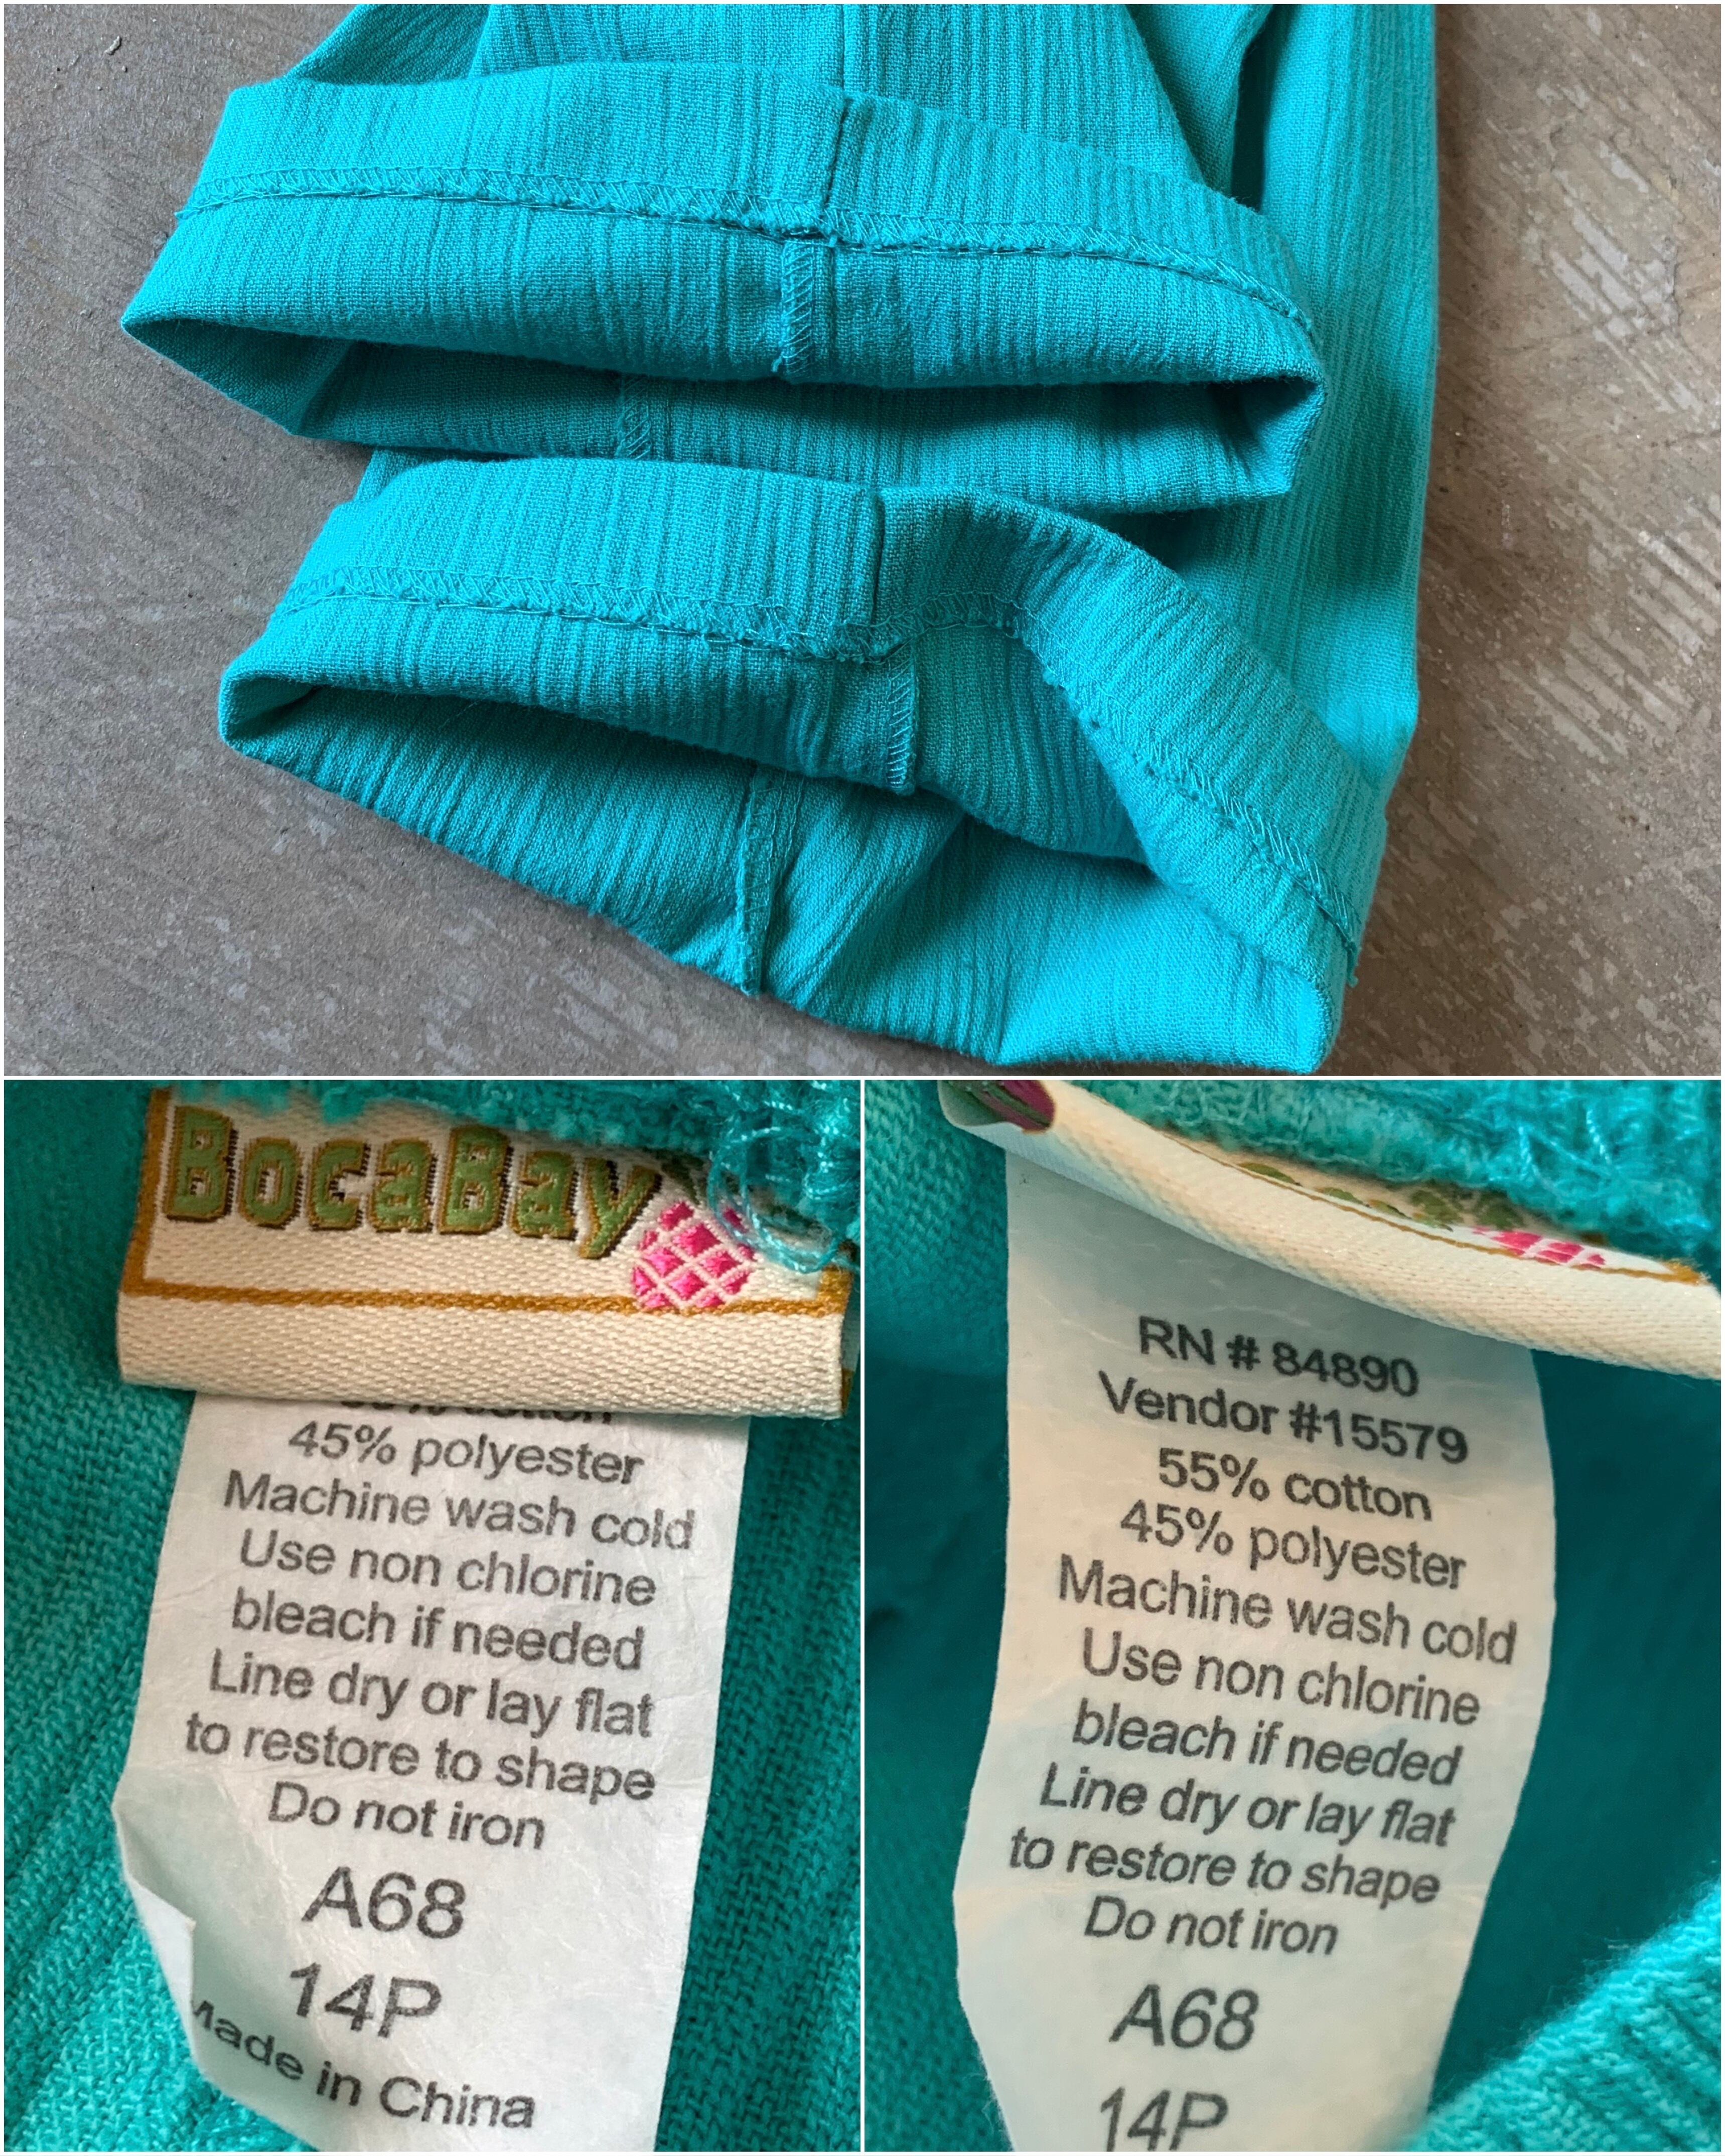 BocaBay
45% polyester
Machine wash cold
Use non chlorine
bleach if needed
Line dry or lay flat
to restore to shape
Do not iron
A68
14P
Made in China
RN # 84890
Vendor #15579
55% cotton
45% polyester
Machine wash cold
Use non chlorine
bleach if needed
Line dry or lay flat
to restore to shape
Do not iron
A68
14P